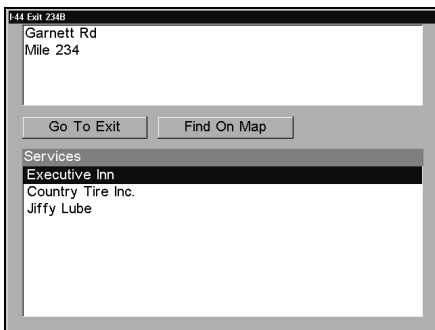 I-44 Exit 234B
Garnett Rd
Mile 234
Go To Exit
Find On Map
Services
Executive Inn
Country Tire Inc.
Jiffy Lube